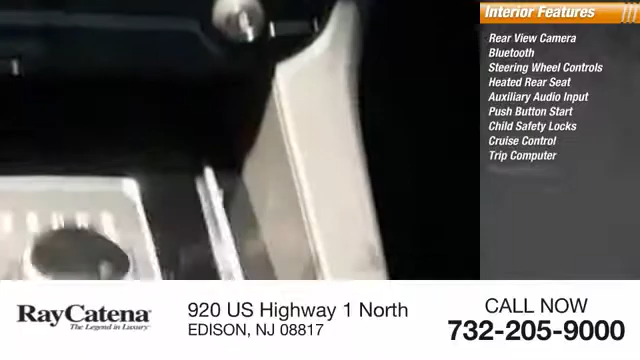 Interior Features
Rear View Camera
Bluetooth
Steering Wheel Controls
Heated Rear Seat
Auxiliary Audio Input
Push Button Start
Child Safety Locks
Cruise Control
Trip Computer
RayCatena®
The Legend in Luxury™
920 US Highway 1 North
EDISON, NJ 08817
CALL NOW
732-205-9000